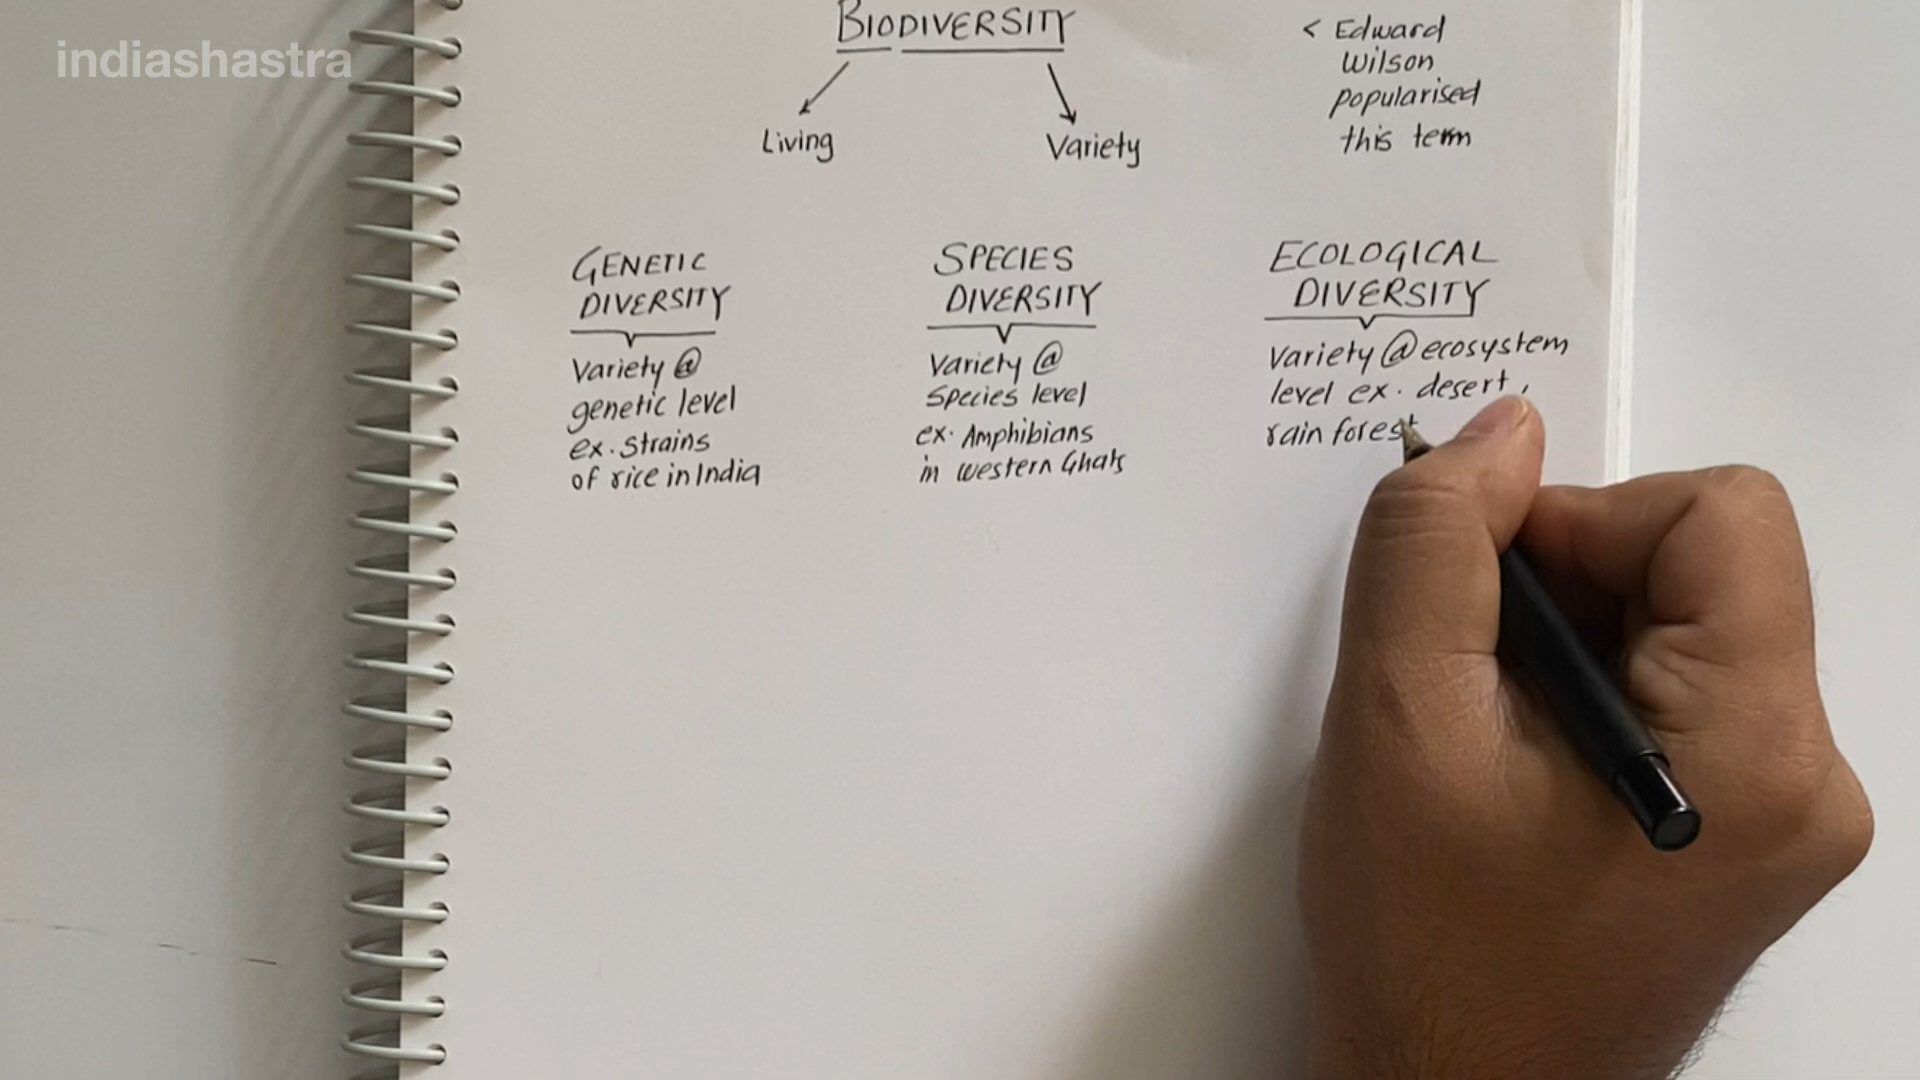 indiashastra
BIODIVERSITY
Living
Variety
< Edward
Wilson
popularised
this term
GENETIC
DIVERSITY
Variety @
genetic level
ex. strains
of rice in India
SPECIES
DIVERSITY
Variety @
Species level
ex. Amphibians
in western Ghats
ECOLOGICAL
DIVERSITY
Variety @ ecosystem
level ex. desert,
rain forest